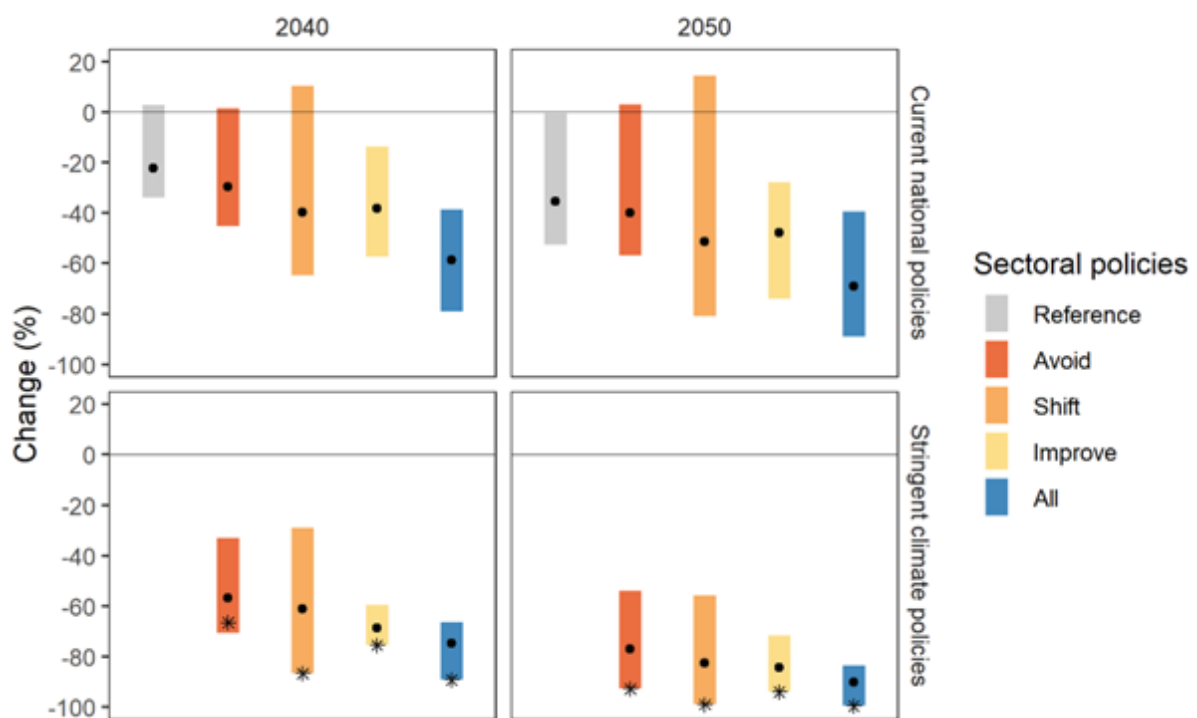 2040
2050
Change (%)
20
0
-20
-40
-60
-80
-100
Current national policies
20
0
-20
-40
-60
-80
-100
Stringent climate policies
Sectoral policies
Reference
Avoid
Shift
Improve
All